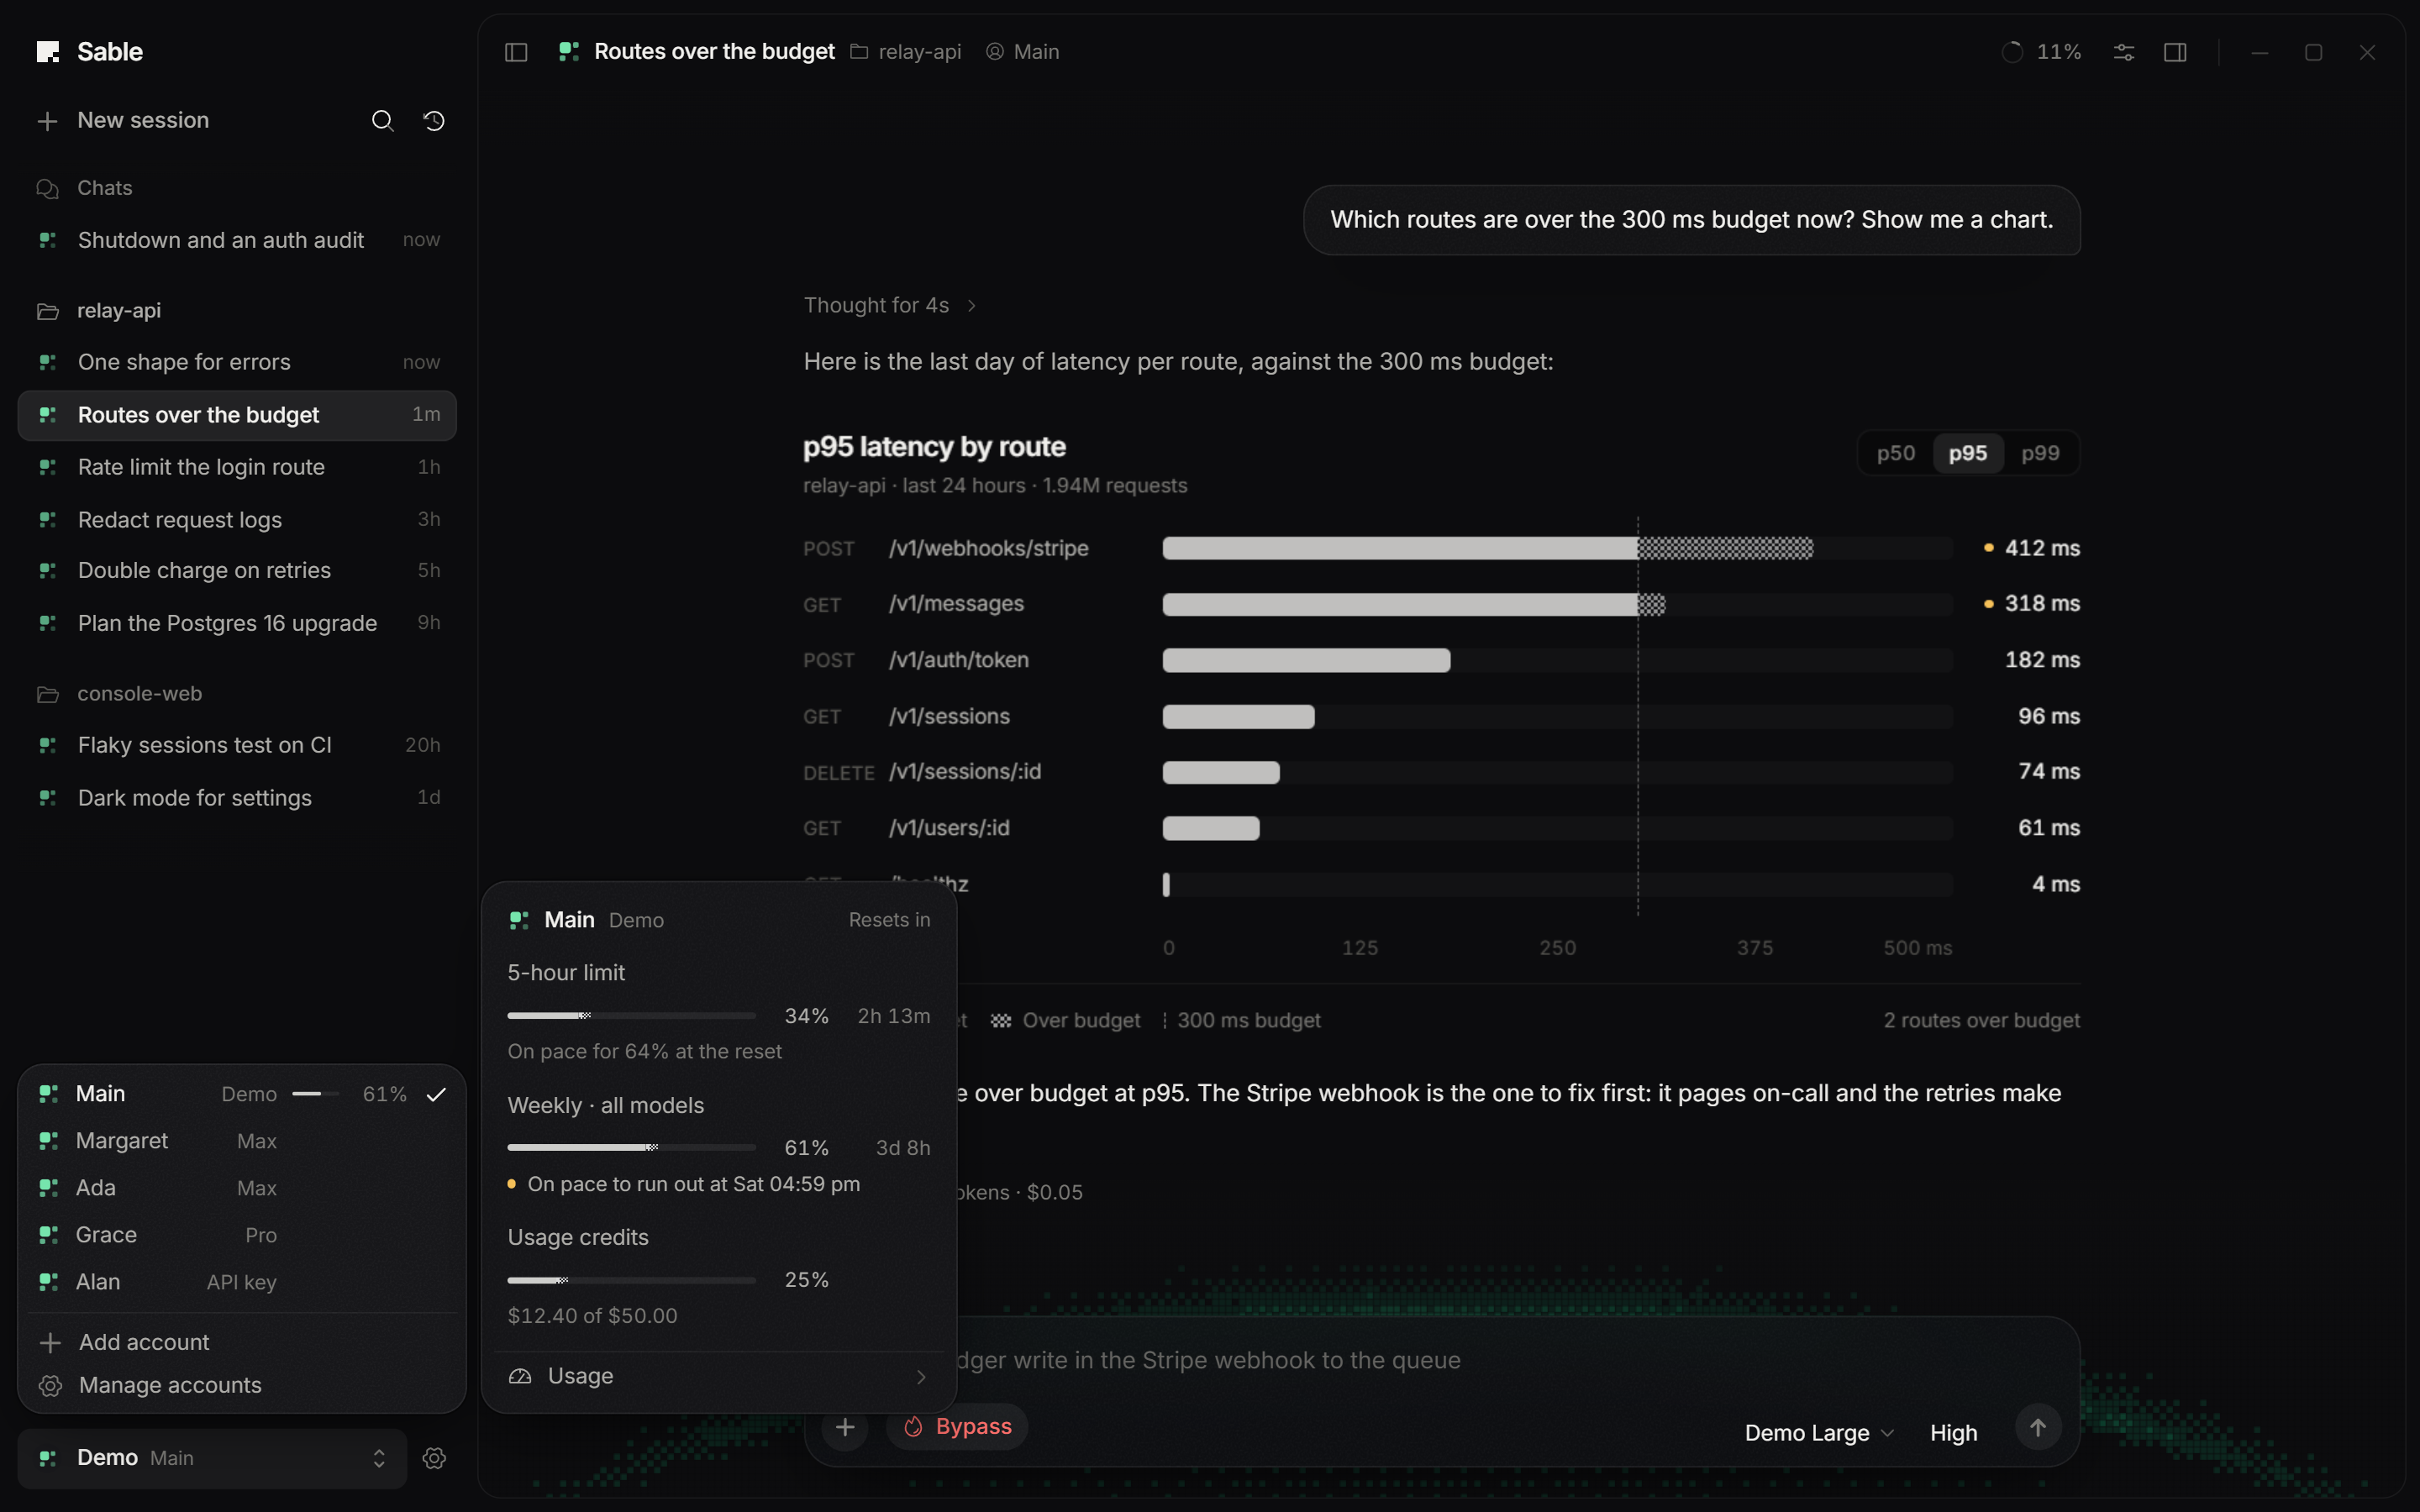 Sable
New session
Chats
Shutdown and an auth audit now
relay-api
One shape for errors now
Routes over the budget 1m
Rate limit the login route 1h
Redact request logs 3h
Double charge on retries 5h
Plan the Postgres 16 upgrade 9h
console-web
Flaky sessions test on CI 20h
Dark mode for settings 1d
Main Demo 61%
Margaret Max
Ada Max
Grace Pro
Alan API key
Add account
Manage accounts
Demo Main
Routes over the budget relay-api Main 11%
Which routes are over the 300 ms budget now? Show me a chart.
Thought for 4s
Here is the last day of latency per route, against the 300 ms budget:
p95 latency by route
p50 p95 p99
relay-api · last 24 hours · 1.94M requests
POST /v1/webhooks/stripe 412 ms
GET /v1/messages 318 ms
POST /v1/auth/token 182 ms
GET /v1/sessions 96 ms
DELETE /v1/sessions/:id 74 ms
GET /v1/users/:id 61 ms
4 ms
0 125 250 375 500 ms
Over budget 300 ms budget 2 routes over budget
over budget at p95. The Stripe webhook is the one to fix first: it pages on-call and the retries make
· $0.05
write in the Stripe webhook to the queue
Bypass
Demo Large High
Main Demo Resets in
5-hour limit
34% 2h 13m
On pace for 64% at the reset
Weekly · all models
61% 3d 8h
On pace to run out at Sat 04:59 pm
Usage credits
25%
$12.40 of $50.00
Usage